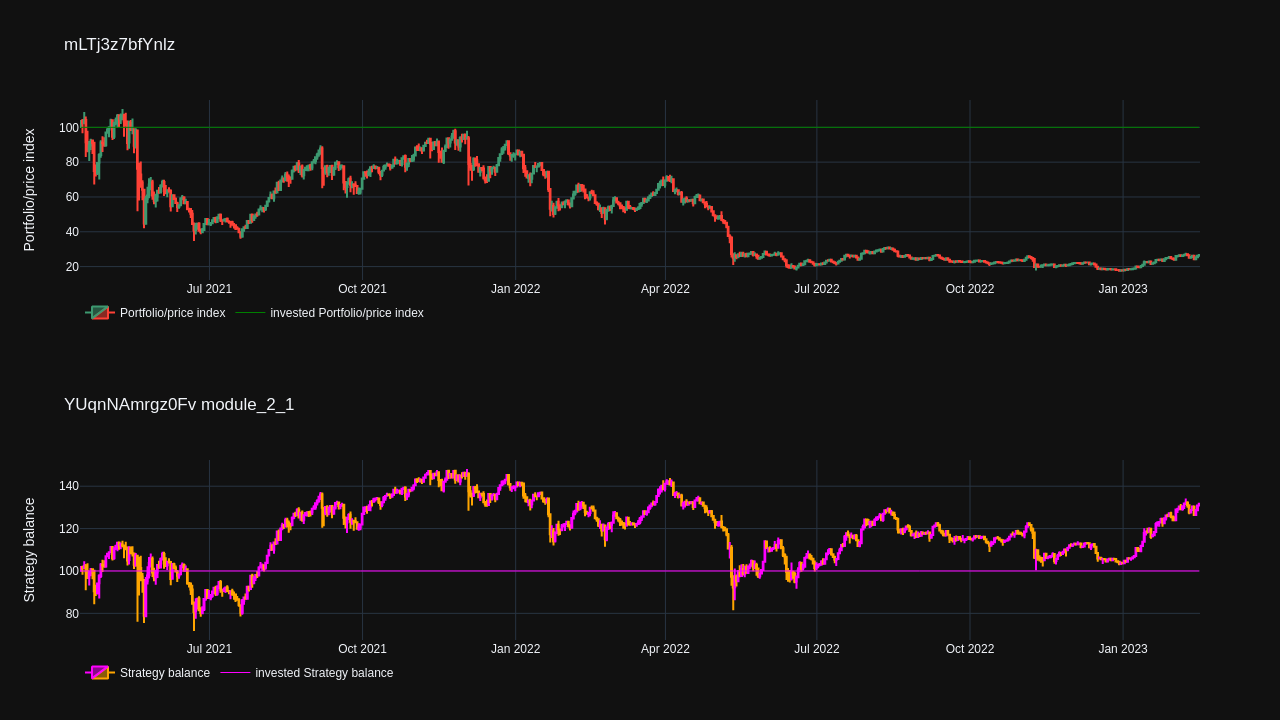 mLTj3z7bfYnlz
Portfolio/price index
100
80
60
40
20
Jul 2021
Oct 2021
Jan 2022
Apr 2022
Jul 2022
Oct 2022
Jan 2023
Portfolio/price index
invested Portfolio/price index
YUqnNAmrgz0Fv module_2_1
Strategy balance
140
120
100
80
Jul 2021
Oct 2021
Jan 2022
Apr 2022
Jul 2022
Oct 2022
Jan 2023
Strategy balance
invested Strategy balance